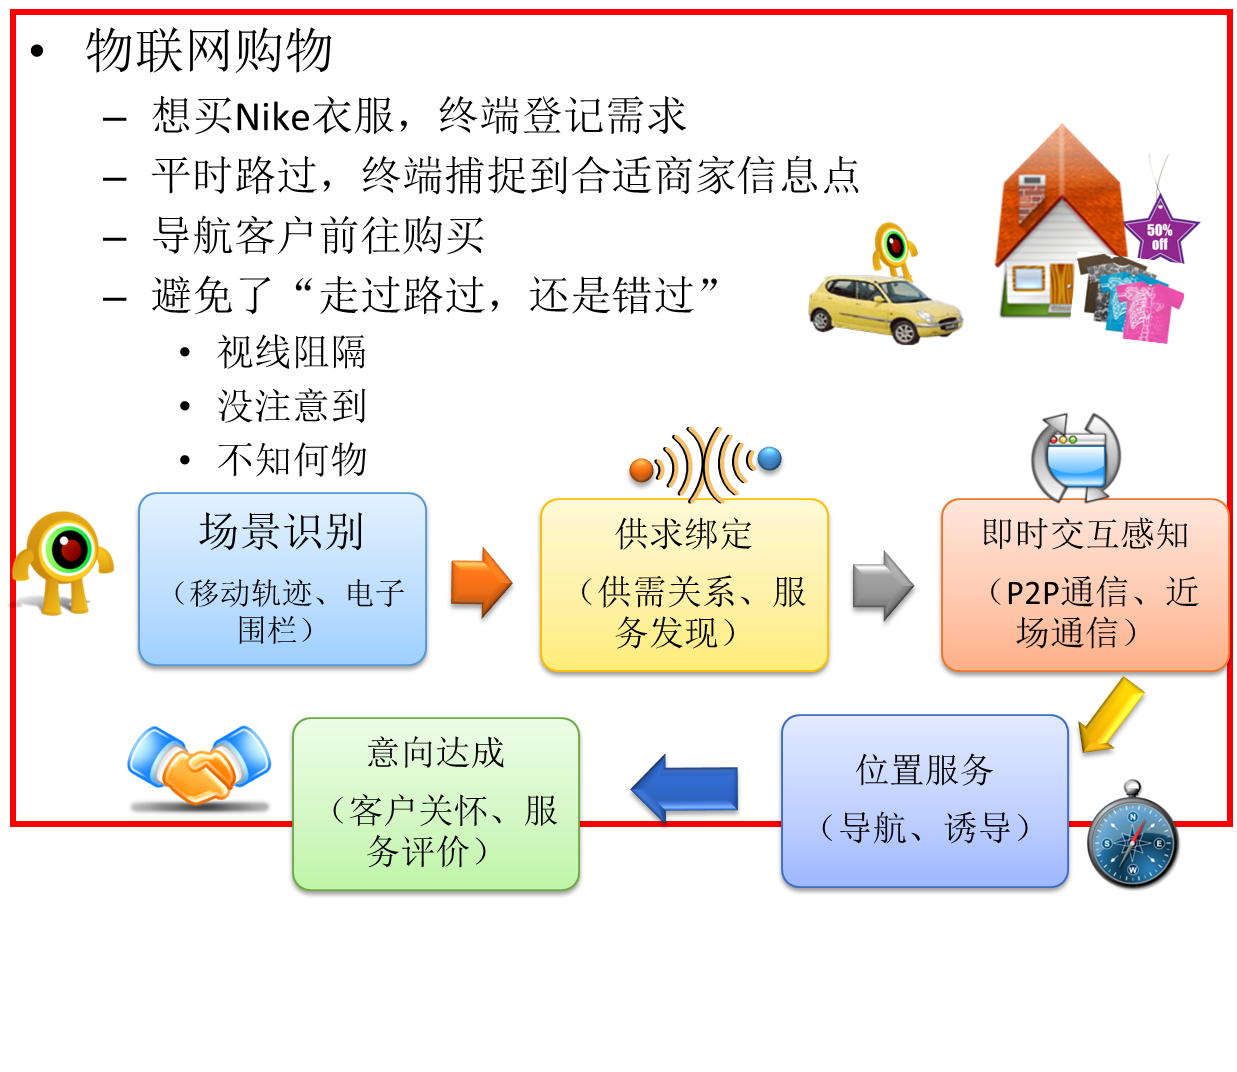 • 物联网购物
– 想买Nike衣服，终端登记需求
– 平时路过，终端捕捉到合适商家信息点
– 导航客户前往购买
– 避免了“走过路过，还是错过”
• 视线阻隔
• 没注意到
• 不知何物
50%
off
场景识别
（移动轨迹、电子
围栏）
供求绑定
（供需关系、服
务发现）
即时交互感知
（P2P通信、近
场通信）
意向达成
（客户关怀、服
务评价）
位置服务
（导航、诱导）
N
S
E
W